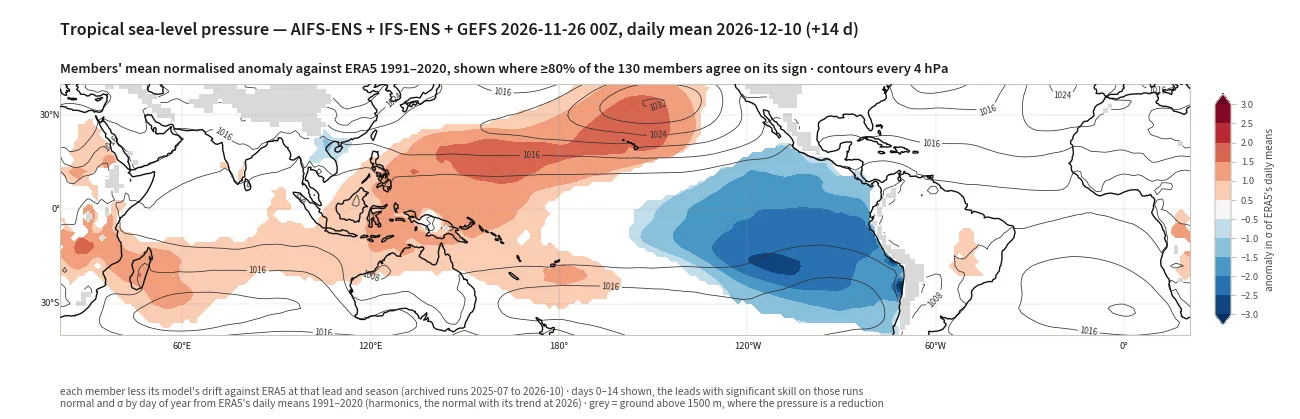 Tropical sea-level pressure — AIFS-ENS + IFS-ENS + GEFS 2026-11-26 00Z, daily mean 2026-12-10 (+14 d)
Members' mean normalised anomaly against ERA5 1991–2020, shown where ≥80% of the 130 members agree on its sign · contours every 4 hPa
30°N
0°
30°S
60°E
120°E
180°
120°W
60°W
0°
1016
1016
1032
1024
1016
1016
1024
1016
1016
1008
1016
1016
1008
1016
3.0
2.5
2.0
1.5
1.0
0.5
−0.5
−1.0
−1.5
−2.0
−2.5
−3.0
anomaly in σ of ERA5's daily means
each member less its model's drift against ERA5 at that lead and season (archived runs 2025-07 to 2026-10) · days 0–14 shown, the leads with significant skill on those runs
normal and σ by day of year from ERA5's daily means 1991–2020 (harmonics, the normal with its trend at 2026) · grey = ground above 1500 m, where the pressure is a reduction